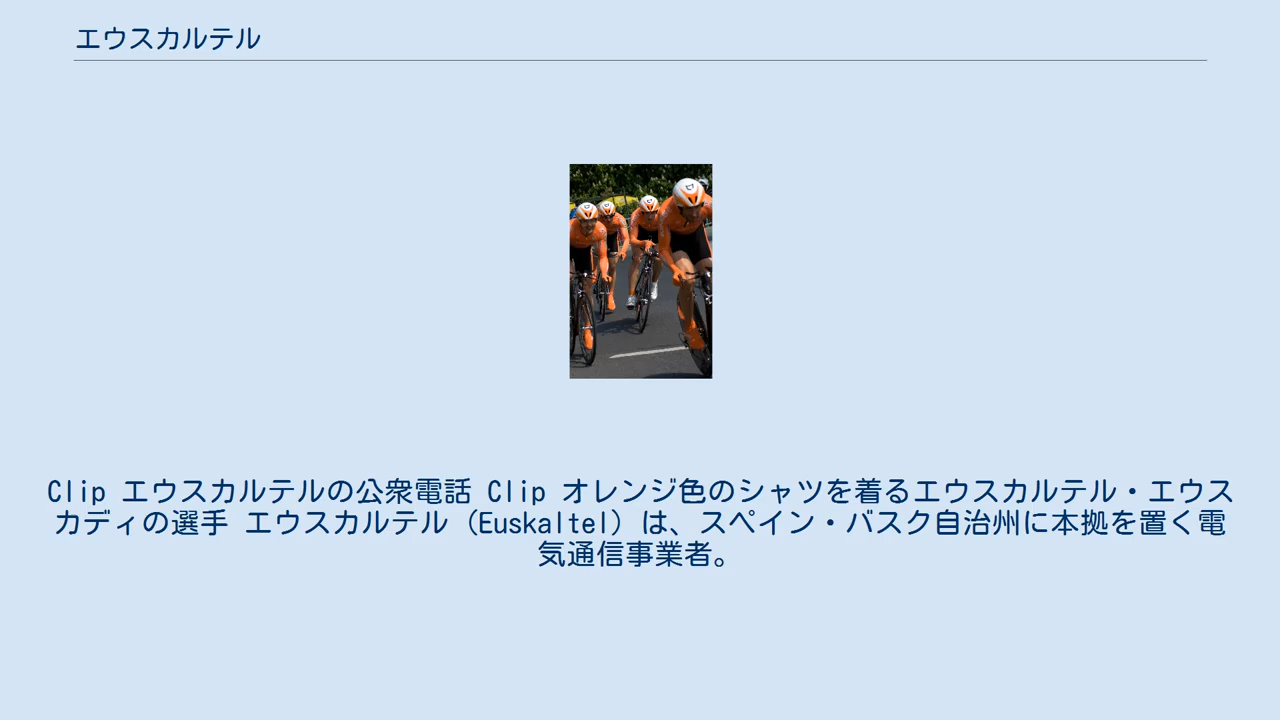 エウスカルテル
Clip エウスカルテルの公衆電話 Clip オレンジ色のシャツを着るエウスカルテル・エウス
カディの選手 エウスカルテル (Euskaltel) は、スペイン・バスク自治州に本拠を置く電
気通信事業者。